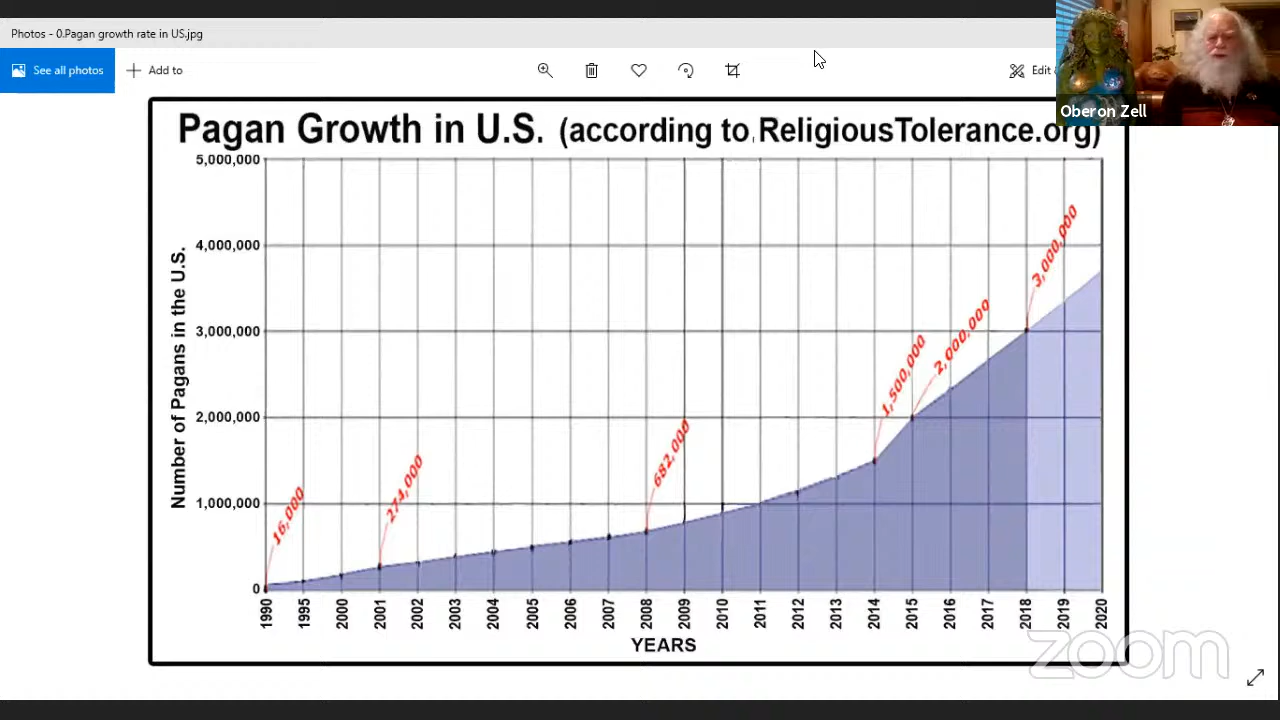 Photos - 0.Pagan growth rate in US.jpg
See all photos
Add to
Edit &
Oberon Zell
Pagan Growth in U.S. (according to ReligiousTolerance.org)
Number of Pagans in the U.S.
5,000,000
4,000,000
3,000,000
2,000,000
1,000,000
0
16,000
274,000
682,000
1,500,000
2,000,000
3,000,000
1990 1995 2000 2001 2002 2003 2004 2005 2006 2007 2008 2009 2010 2011 2012 2013 2014 2015 2016 2017 2018 2019 2020
YEARS
zoom